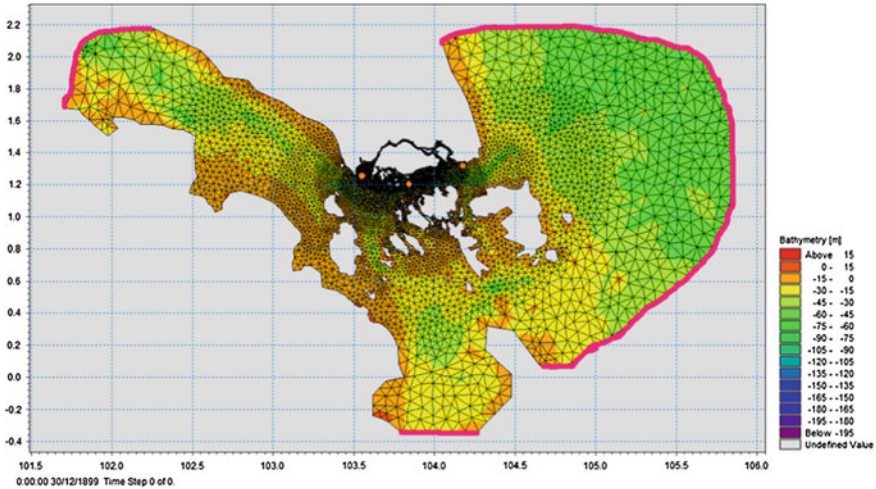 2.2
2.0
1.8
1.6
1.4
1.2
1.0
0.8
0.6
0.4
0.2
0.0
-0.2
-0.4
101.5 102.0 102.5 103.0 103.5 104.0 104.5 105.0 105.5 106.0
0:00:00 30/12/1899 Time Step 0 of 0.
Bathymetry [m]
Above 15
0 - 15
-15 - 0
-30 - -15
-45 - -30
-60 - -45
-75 - -60
-90 - -75
-105 - -90
-120 - -105
-135 - -120
-150 - -135
-165 - -150
-180 - -165
-195 - -180
Below -195
Undefined Value